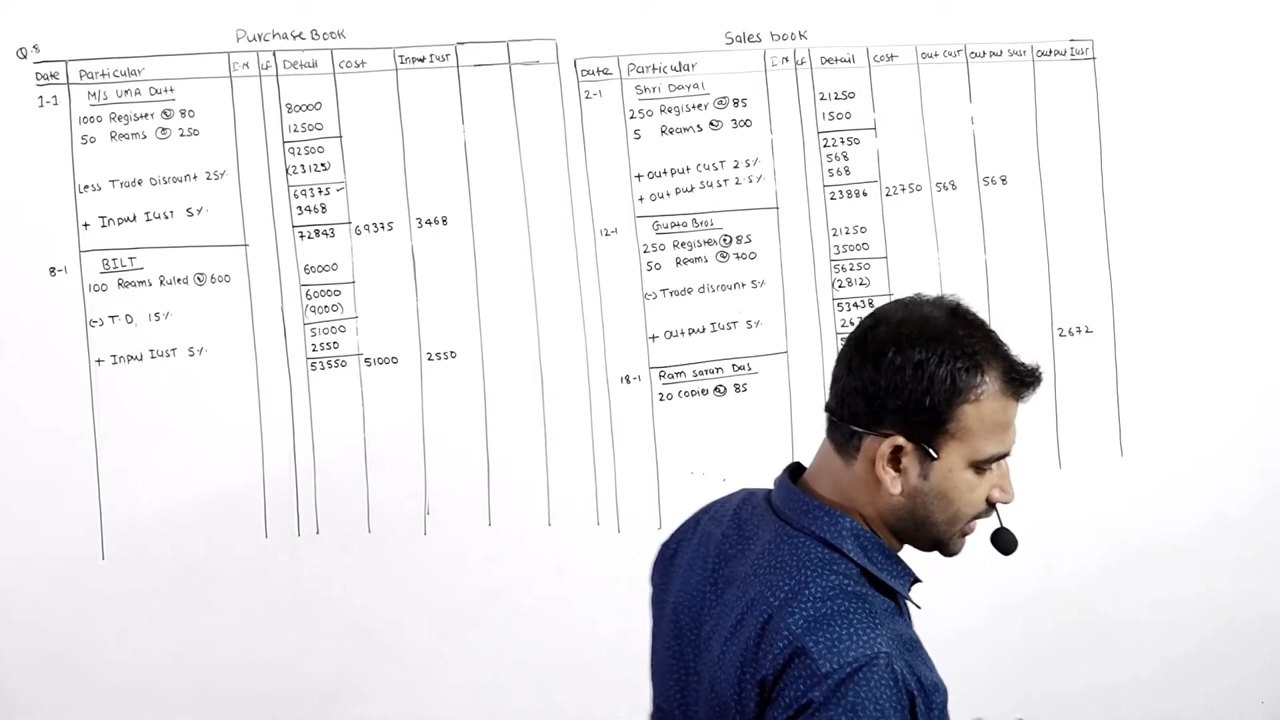 Q.8
Purchase Book
Date Particular I.N LF Detail Cost Input IGST
1-1 M/s UMA Dutt
1000 Register @ 80 80000
50 Reams @ 250 12500
92500
Less Trade Discount 25% (23125)
69375
+ Input IGST 5% 3468
72843 69375 3468
8-1 BILT
100 Reams Ruled @ 600 60000
60000
(-) T.D, 15% (9000)
51000
+ Input IGST 5% 2550
53550 51000 2550
Sales book
Date Particular I.N LF Detail Cost Out CGST Out put SGST Output IGST
2-1 Shri Dayal
250 Register @ 85 21250
5 Reams @ 300 1500
22750
+ output CGST 2.5% 568
+ out put SGST 2.5% 568
23886 22750 568 568
12-1 Gupta Bros
250 Register @ 85 21250
50 Reams @ 700 35000
56250
(-) Trade discount 5% (2812)
53438
+ Output IGST 5% 267
2672
18-1 Ram saran Das
20 copies @ 85